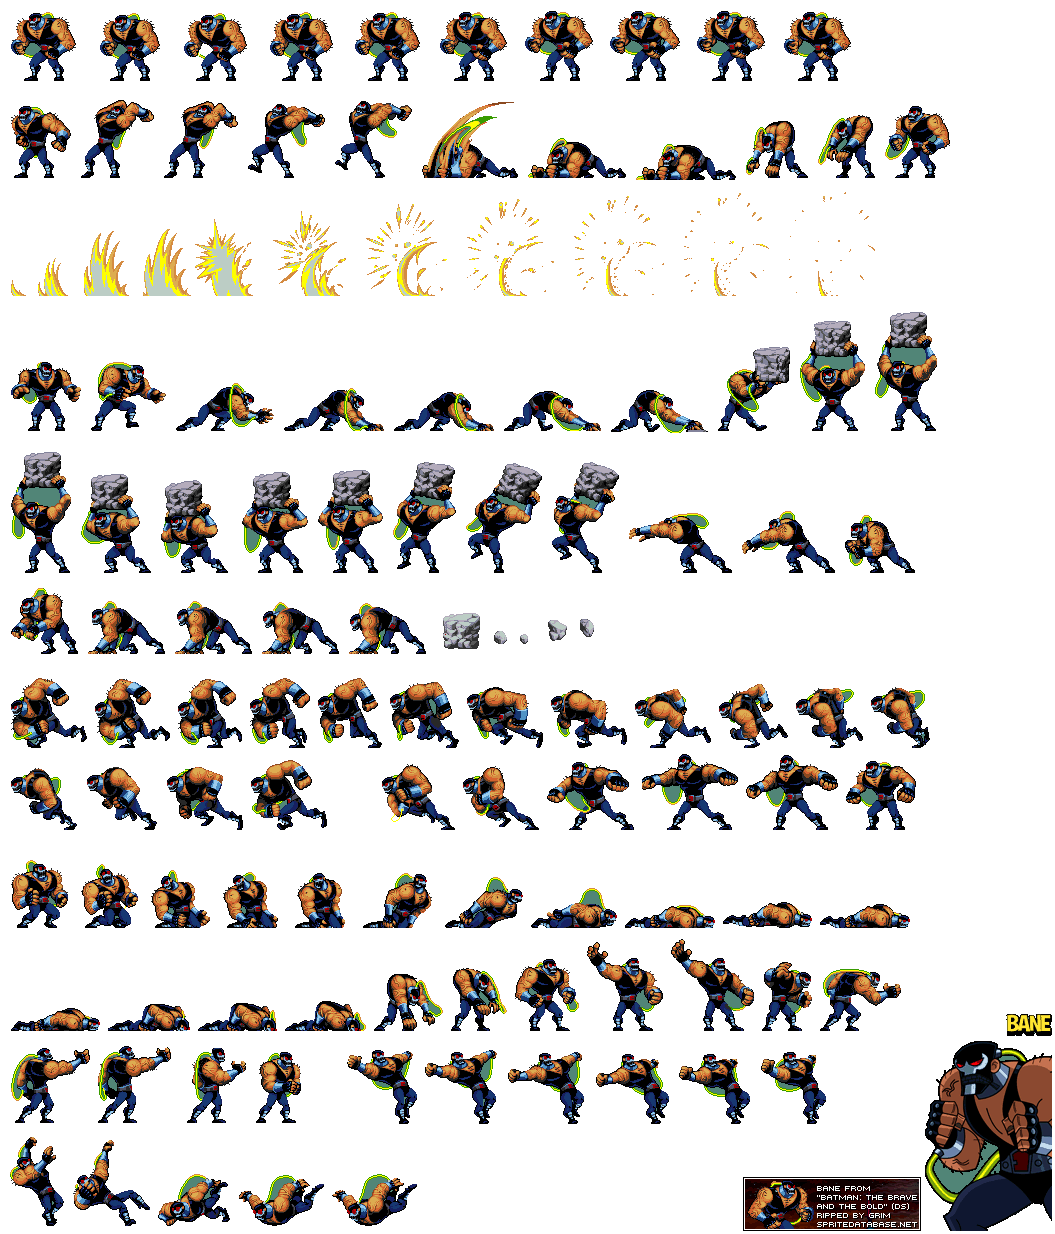 BANE
BANE FROM
"BATMAN: THE BRAVE
AND THE BOLD" (DS)
RIPPED BY GRIM
SPRITEDATABASE.NET